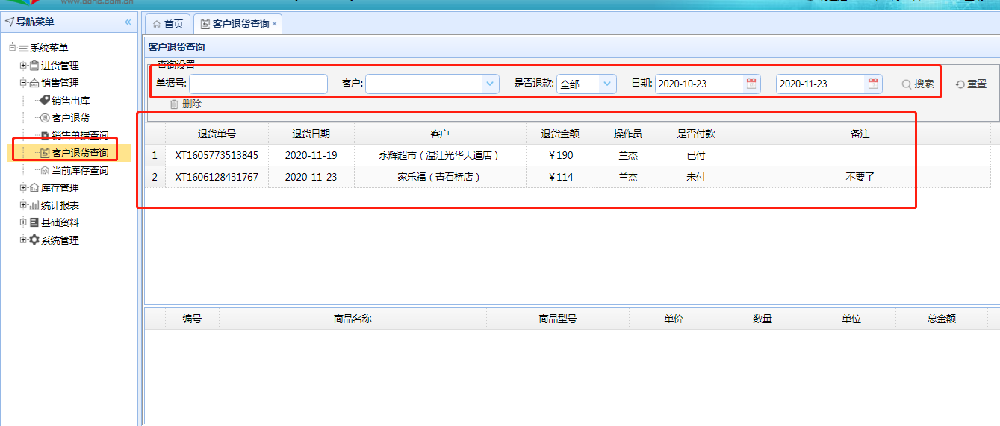 导航菜单
系统菜单
进货管理
销售管理
销售出库
客户退货
销售单据查询
客户退货查询
当前库存查询
库存管理
统计报表
基础资料
系统管理
首页 客户退货查询
客户退货查询
查询设置
单据号: 客户: 是否退款: 全部 日期: 2020-10-23 - 2020-11-23 搜索 重置
删除
退货单号 退货日期 客户 退货金额 操作员 是否付款 备注
1 XT1605773513845 2020-11-19 永辉超市（温江光华大道店） ￥190 兰杰 已付
2 XT1606128431767 2020-11-23 家乐福（青石桥店） ￥114 兰杰 未付 不要了
编号 商品名称 商品型号 单价 数量 单位 总金额